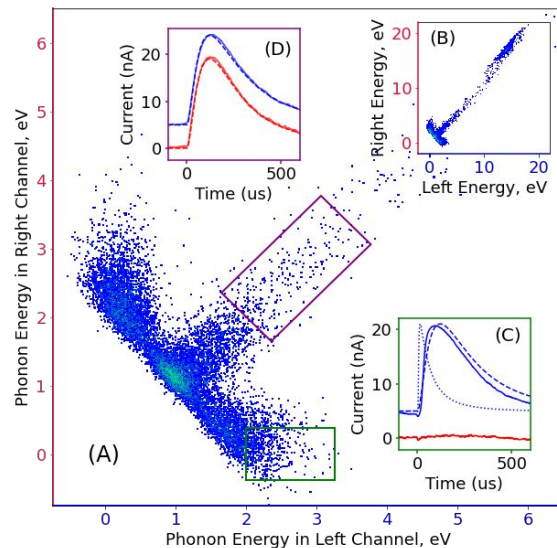 6
5
4
3
2
1
0
Phonon Energy in Right Channel, eV
0 1 2 3 4 5 6
Phonon Energy in Left Channel, eV
(A)
(D)
20
10
0
Current (nA)
0 500
Time (us)
(B)
20
10
0
Right Energy, eV
0 10 20
Left Energy, eV
(C)
20
10
0
Current (nA)
0 500
Time (us)